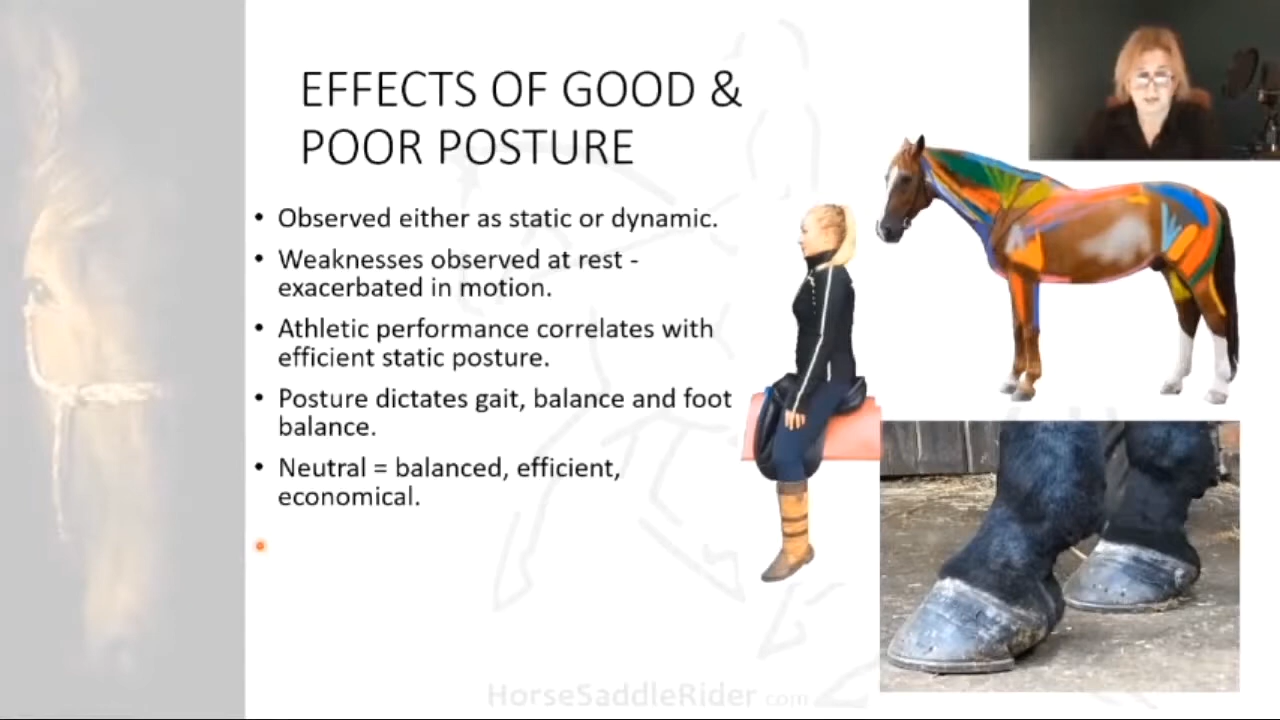 EFFECTS OF GOOD &
POOR POSTURE
• Observed either as static or dynamic.
• Weaknesses observed at rest -
exacerbated in motion.
• Athletic performance correlates with
efficient static posture.
• Posture dictates gait, balance and foot
balance.
• Neutral = balanced, efficient,
economical.
HorseSaddleRider com